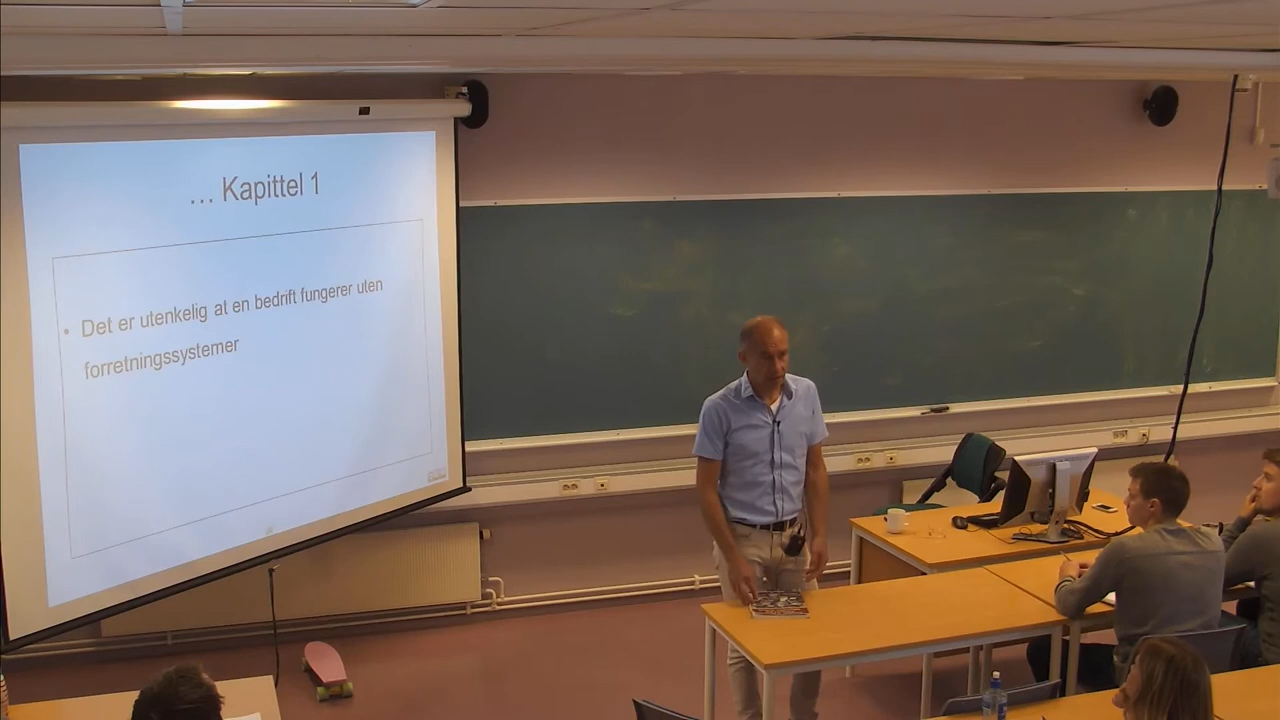 ... Kapittel 1
• Det er utenkelig at en bedrift fungerer uten
forretningssystemer